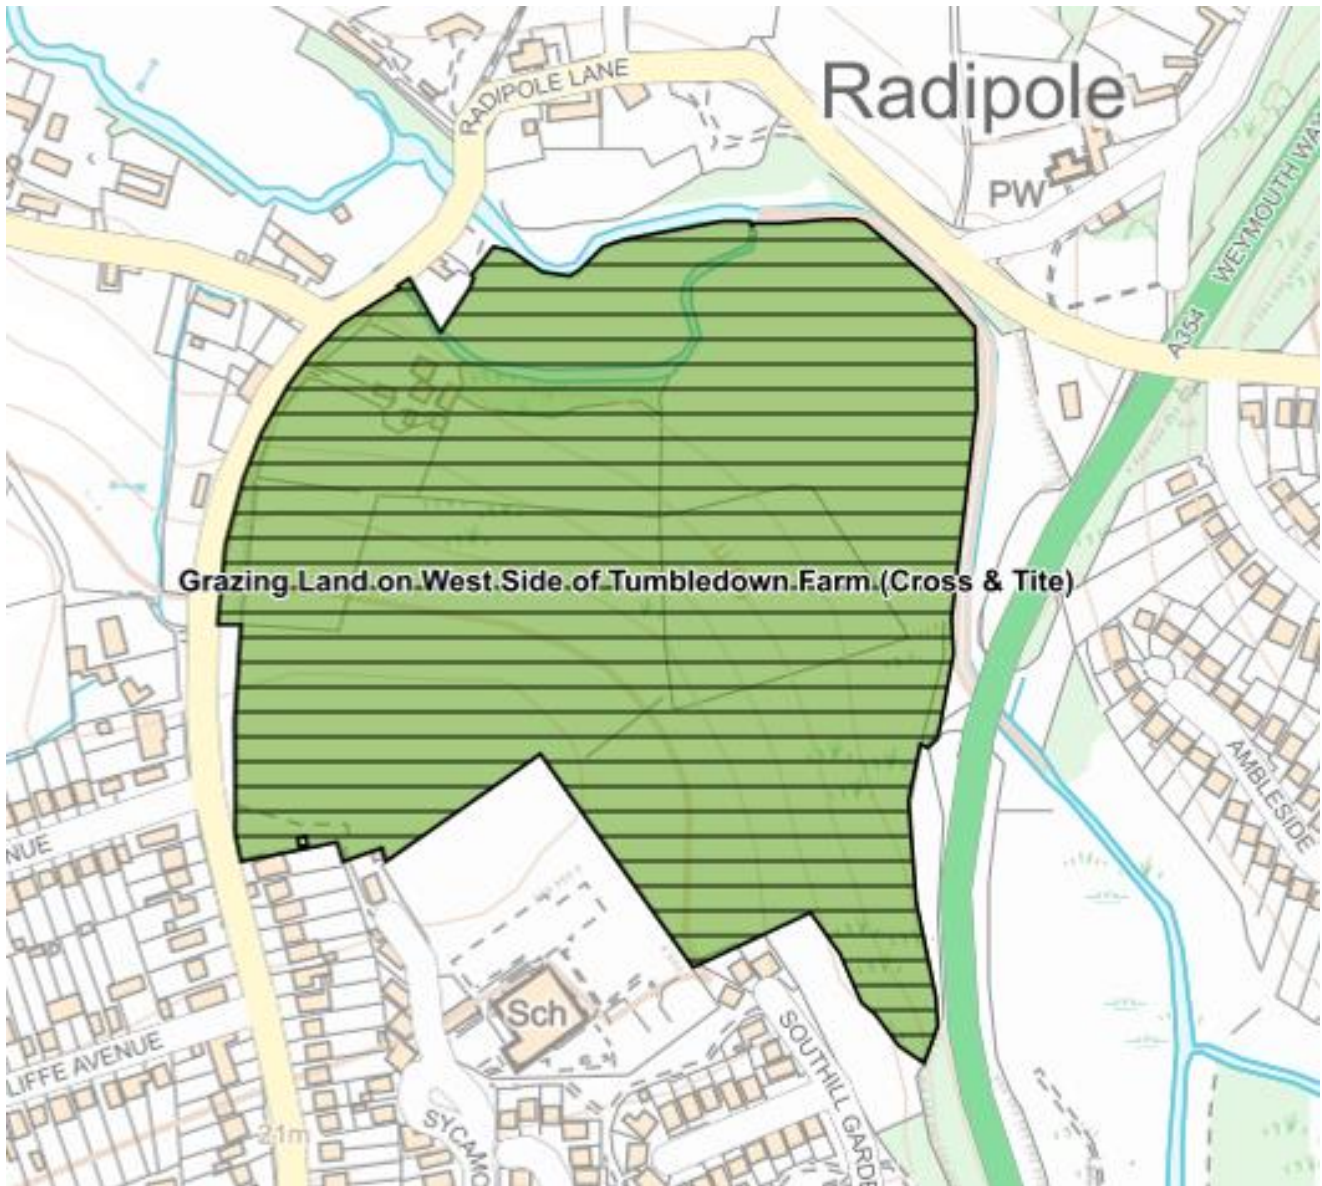 RADIPOLE LANE
Radipole
PW
WEYMOUTH WAY
A354
Grazing Land on West Side of Tumbledown Farm (Cross & Tite)
AMBLESIDE
NUE
Sch
SOUTHILL GARDE
LIFFE AVENUE
21m
SYCAMO